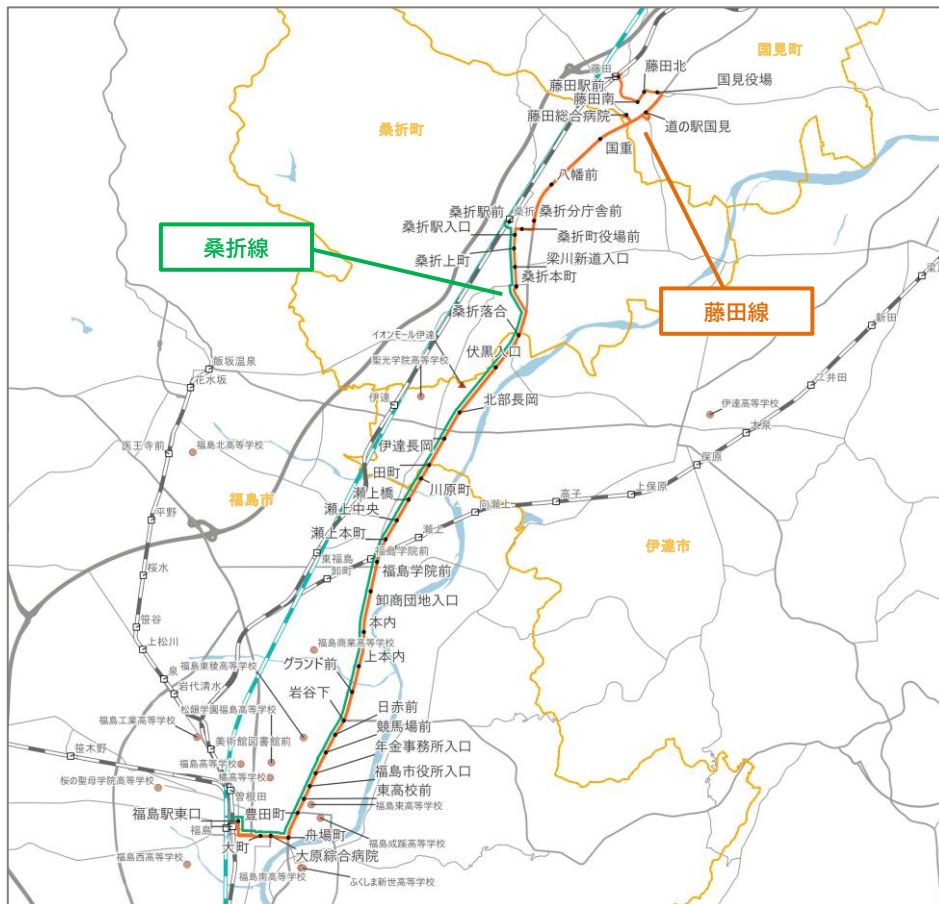 国見町
藤田
藤田北
藤田駅前
国見役場
藤田南
藤田総合病院
道の駅国見
桑折町
国重
八幡前
桑折駅前
桑折
桑折分庁舎前
桑折駅入口
桑折町役場前
桑折線
桑折上町
梁川新道入口
桑折本町
藤田線
桑折落合
新田
イオンモール伊達
伏黒入口
聖光学院高等学校
飯坂温泉
花水坂
二井田
伊達
北部長岡
伊達高等学校
大泉
医王寺前
福島北高等学校
伊達長岡
保原
田町
川原町
上保原
福島市
瀬上橋
高子
瀬上中央
向瀬上
平野
瀬上本町
瀬上
伊達市
東福島
福島学院前
卸町
福島学院前
桜水
卸商団地入口
笹谷
本内
上松川
福島商業高等学校
グランド前
上本内
福島東稜高等学校
泉
岩代清水
岩谷下
松韻学園福島高等学校
日赤前
福島工業高等学校
競馬場前
笹木野
美術館図書館前
年金事務所入口
福島高等学校
福島市役所入口
橘高等学校
桜の聖母学院高等学校
曽根田
東高校前
福島東高等学校
福島駅東口
豊田町
福島
舟場町
大町
福島成蹊高等学校
大原綜合病院
福島西高等学校
福島南高等学校
ふくしま新世高等学校